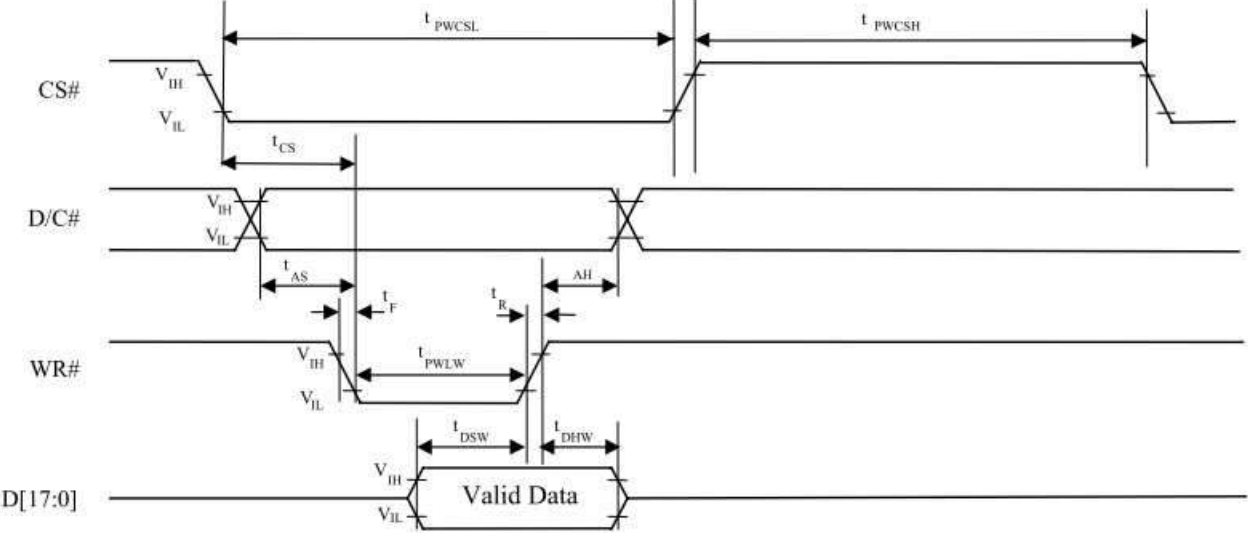 t PWCSL
t PWCSH
CS#
VIH
VIL
tCS
D/C#
VIH
VIL
tAS
tF
tR
AH
WR#
VIH
VIL
tPWLW
tDSW
tDHW
D[17:0]
VIH
VIL
Valid Data